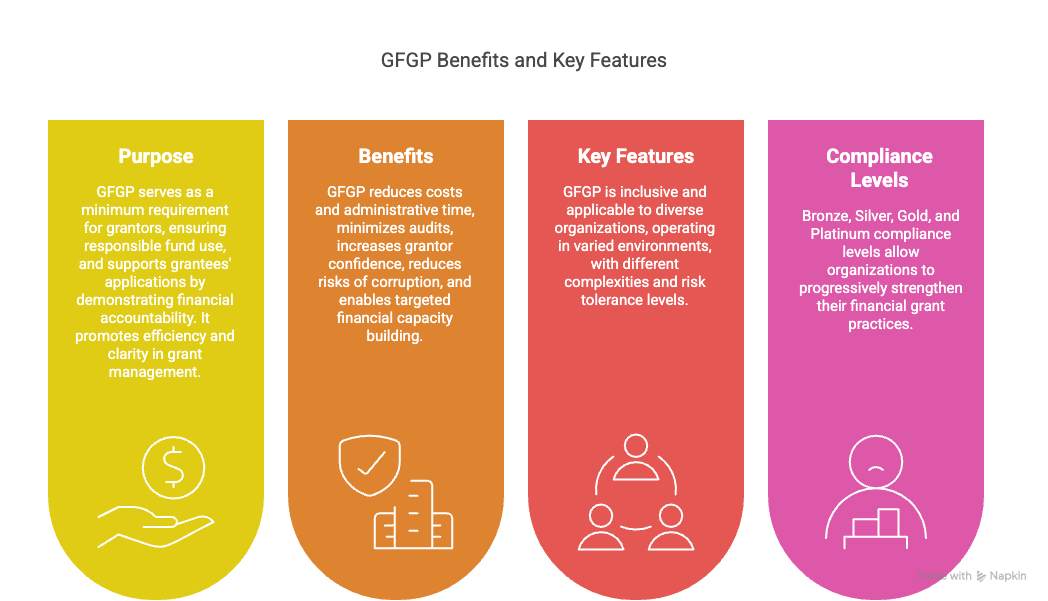 GFGP Benefits and Key Features
Purpose
GFGP serves as a
minimum requirement
for grantors, ensuring
responsible fund use,
and supports grantees'
applications by
demonstrating financial
accountability. It
promotes efficiency and
clarity in grant
management.
Benefits
GFGP reduces costs
and administrative time,
minimizes audits,
increases grantor
confidence, reduces
risks of corruption, and
enables targeted
financial capacity
building.
Key Features
GFGP is inclusive and
applicable to diverse
organizations, operating
in varied environments,
with different
complexities and risk
tolerance levels.
Compliance
Levels
Bronze, Silver, Gold, and
Platinum compliance
levels allow
organizations to
progressively strengthen
their financial grant
practices.
Made with Napkin